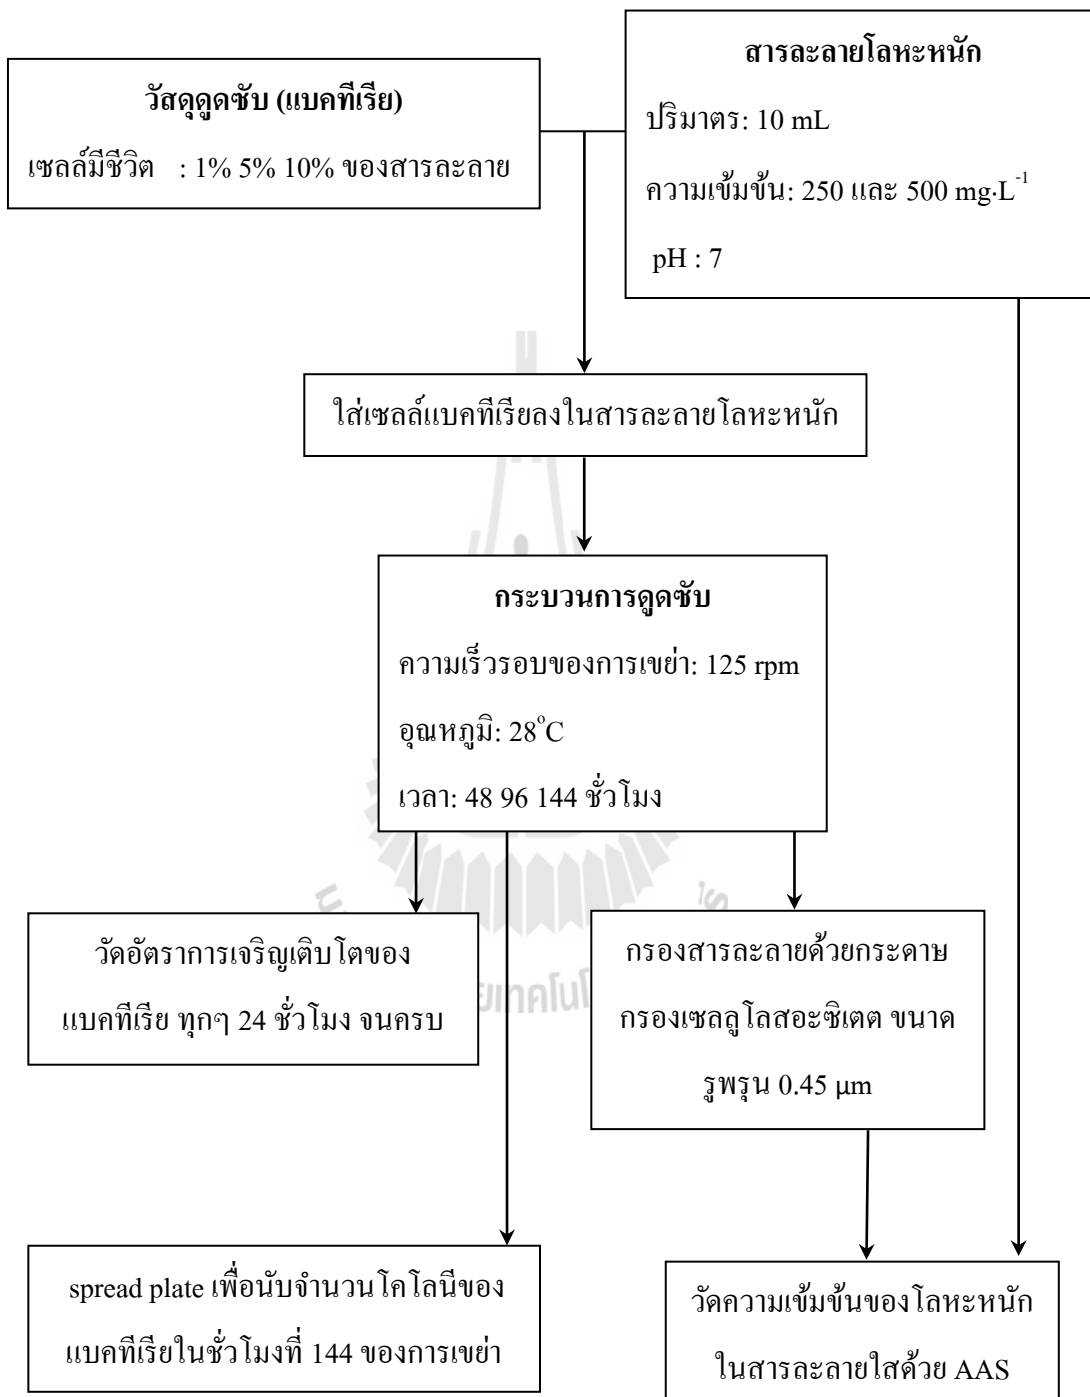 วัสดุดูดซับ (แบคทีเรีย)
เซลล์มีชีวิต : 1% 5% 10% ของสารละลาย
สารละลายโลหะหนัก
ปริมาตร: 10 mL
ความเข้มข้น: 250 และ 500 mg·L⁻¹
pH : 7
ใส่เซลล์แบคทีเรียลงในสารละลายโลหะหนัก
กระบวนการดูดซับ
ความเร็วรอบของการเขย่า: 125 rpm
อุณหภูมิ: 28°C
เวลา: 48 96 144 ชั่วโมง
วัดอัตราการเจริญเติบโตของ
แบคทีเรีย ทุกๆ 24 ชั่วโมง จนครบ
กรองสารละลายด้วยกระดาษ
กรองเซลลูโลสอะซิเตต ขนาด
รูพรุน 0.45 μm
spread plate เพื่อนับจำนวนโคโลนีของ
แบคทีเรียในชั่วโมงที่ 144 ของการเขย่า
วัดความเข้มข้นของโลหะหนัก
ในสารละลายใสด้วย AAS